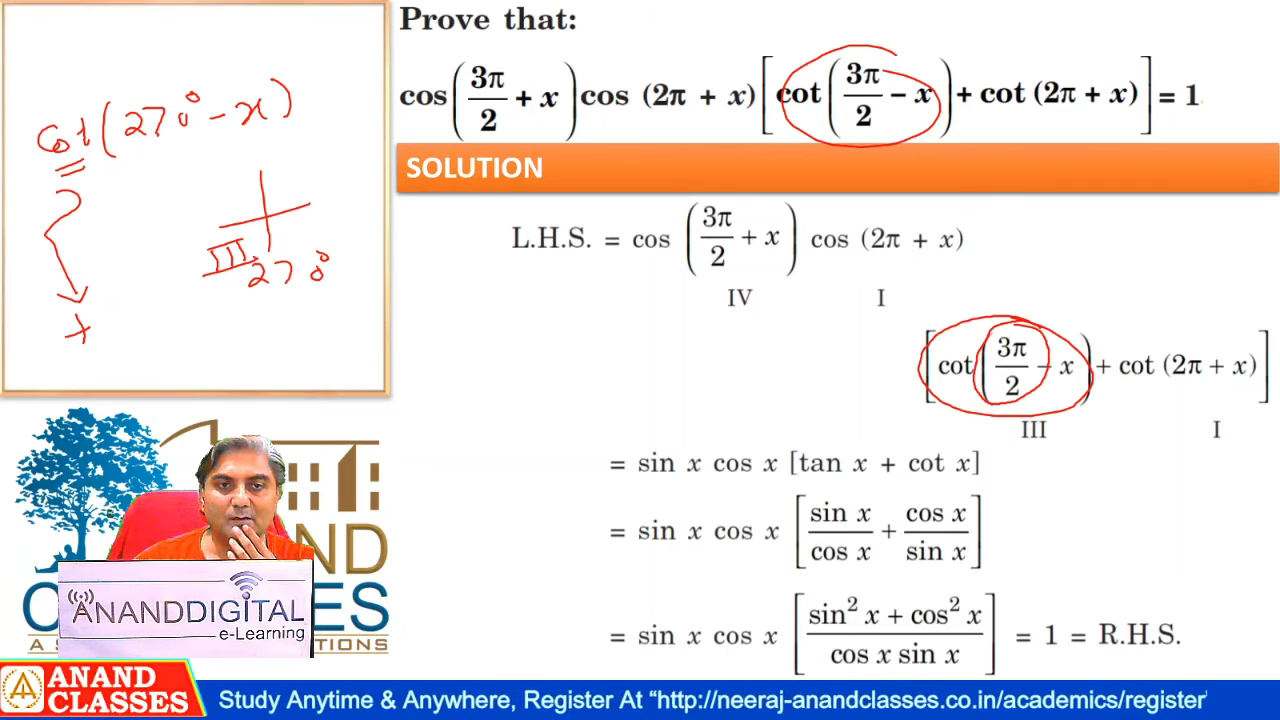 Prove that:
cos(3π/2 + x) cos (2π + x) [cot(3π/2 − x) + cot (2π + x)] = 1
SOLUTION
cot(270° − x)
III
270°
+
L.H.S. = cos (3π/2 + x) cos (2π + x)
IV I
[cot (3π/2 − x) + cot (2π + x)]
III I
= sin x cos x [tan x + cot x]
= sin x cos x [sin x/cos x + cos x/sin x]
= sin x cos x [sin² x + cos² x/cos x sin x] = 1 = R.H.S.
ANANDDIGITAL
e-Learning
ANAND
CLASSES
Study Anytime & Anywhere, Register At “http://neeraj-anandclasses.co.in/academics/register”